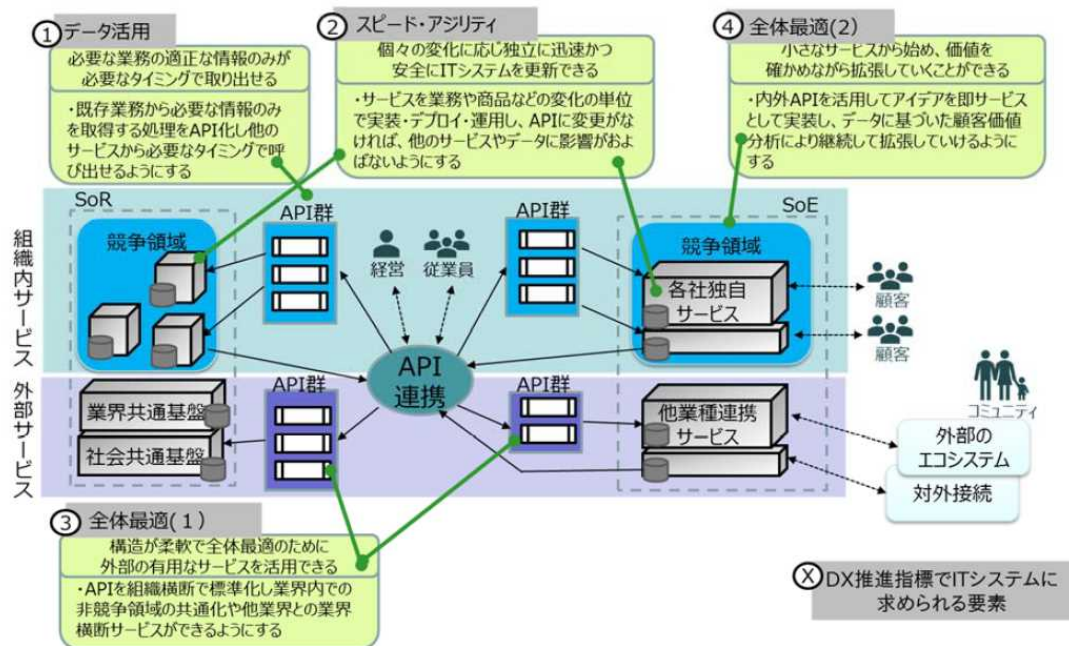 ① データ活用
必要な業務の適正な情報のみが
必要なタイミングで取り出せる
・既存業務から必要な情報のみ
を取得する処理をAPI化し他の
サービスから必要なタイミングで呼
び出せるようにする
② スピード・アジリティ
個々の変化に応じ独立に迅速かつ
安全にITシステムを更新できる
・サービスを業務や商品などの変化の単位
で実装・デプロイ・運用し、APIに変更がな
ければ、他のサービスやデータに影響がおよ
ばないようにする
④ 全体最適(2)
小さなサービスから始め、価値を
確かめながら拡張していくことができる
・内外APIを活用してアイデアを即サービス
として実装し、データに基づいた顧客価値
分析により継続して拡張していけるように
する
組織内サービス
SoR
競争領域
API群
経営
従業員
API群
SoE
競争領域
各社独自
サービス
顧客
顧客
API
連携
外部サービス
業界共通基盤
社会共通基盤
API群
API群
他業種連携
サービス
コミュニティ
外部の
エコシステム
対外接続
③ 全体最適(1)
構造が柔軟で全体最適のために
外部の有用なサービスを活用できる
・APIを組織横断で標準化し業界内での
非競争領域の共通化や他業界との業界
横断サービスができるようにする
Ⓧ DX推進指標でITシステムに
求められる要素